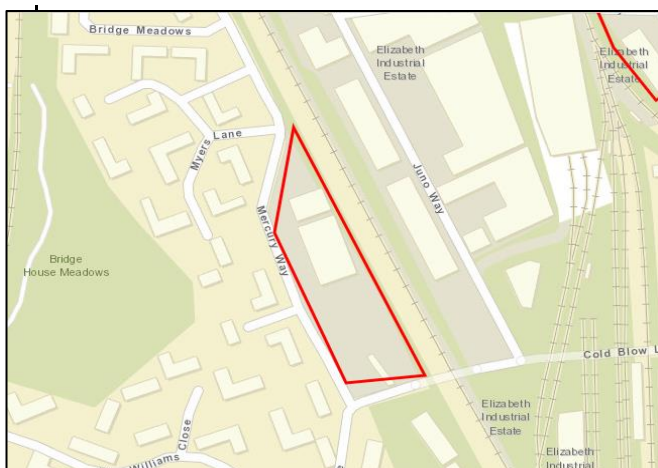 Bridge Meadows
Elizabeth
Industrial
Estate
Elizabeth
Industrial
Estate
Myers Lane
Juno Way
Mercury Way
Bridge
House Meadows
Cold Blow L
Elizabeth
Industrial
Estate
Williams Close
Elizabeth
Industrial